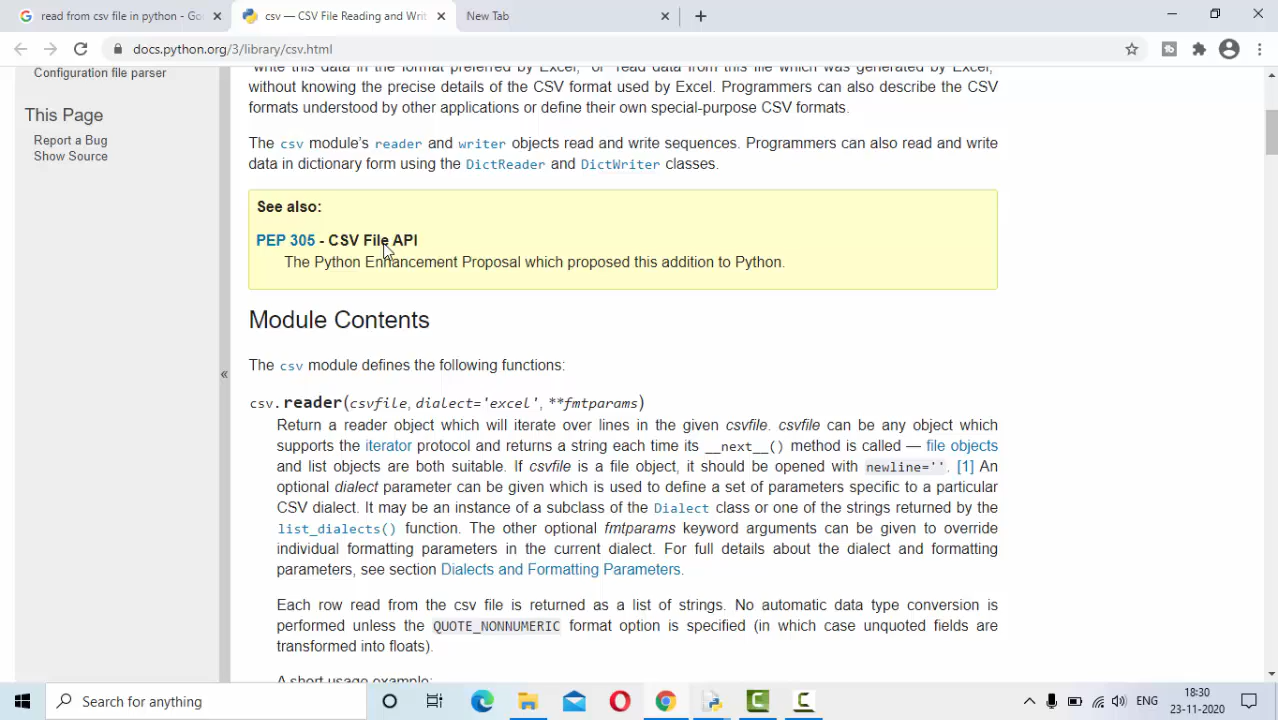 read from csv file in python - Go
csv — CSV File Reading and Writ
New Tab
docs.python.org/3/library/csv.html
Configuration file parser
This Page
Report a Bug
Show Source
«
write this data in the format preferred by Excel," or "read data from this file which was generated by Excel,"
without knowing the precise details of the CSV format used by Excel. Programmers can also describe the CSV
formats understood by other applications or define their own special-purpose CSV formats.
The csv module's reader and writer objects read and write sequences. Programmers can also read and write
data in dictionary form using the DictReader and DictWriter classes.
See also:
PEP 305 - CSV File API
The Python Enhancement Proposal which proposed this addition to Python.
Module Contents
The csv module defines the following functions:
csv.reader(csvfile, dialect='excel', **fmtparams)
Return a reader object which will iterate over lines in the given csvfile. csvfile can be any object which
supports the iterator protocol and returns a string each time its __next__() method is called — file objects
and list objects are both suitable. If csvfile is a file object, it should be opened with newline=''. [1] An
optional dialect parameter can be given which is used to define a set of parameters specific to a particular
CSV dialect. It may be an instance of a subclass of the Dialect class or one of the strings returned by the
list_dialects() function. The other optional fmtparams keyword arguments can be given to override
individual formatting parameters in the current dialect. For full details about the dialect and formatting
parameters, see section Dialects and Formatting Parameters.
Each row read from the csv file is returned as a list of strings. No automatic data type conversion is
performed unless the QUOTE_NONNUMERIC format option is specified (in which case unquoted fields are
transformed into floats).
A short usage example:
Search for anything
ENG
18:30
23-11-2020